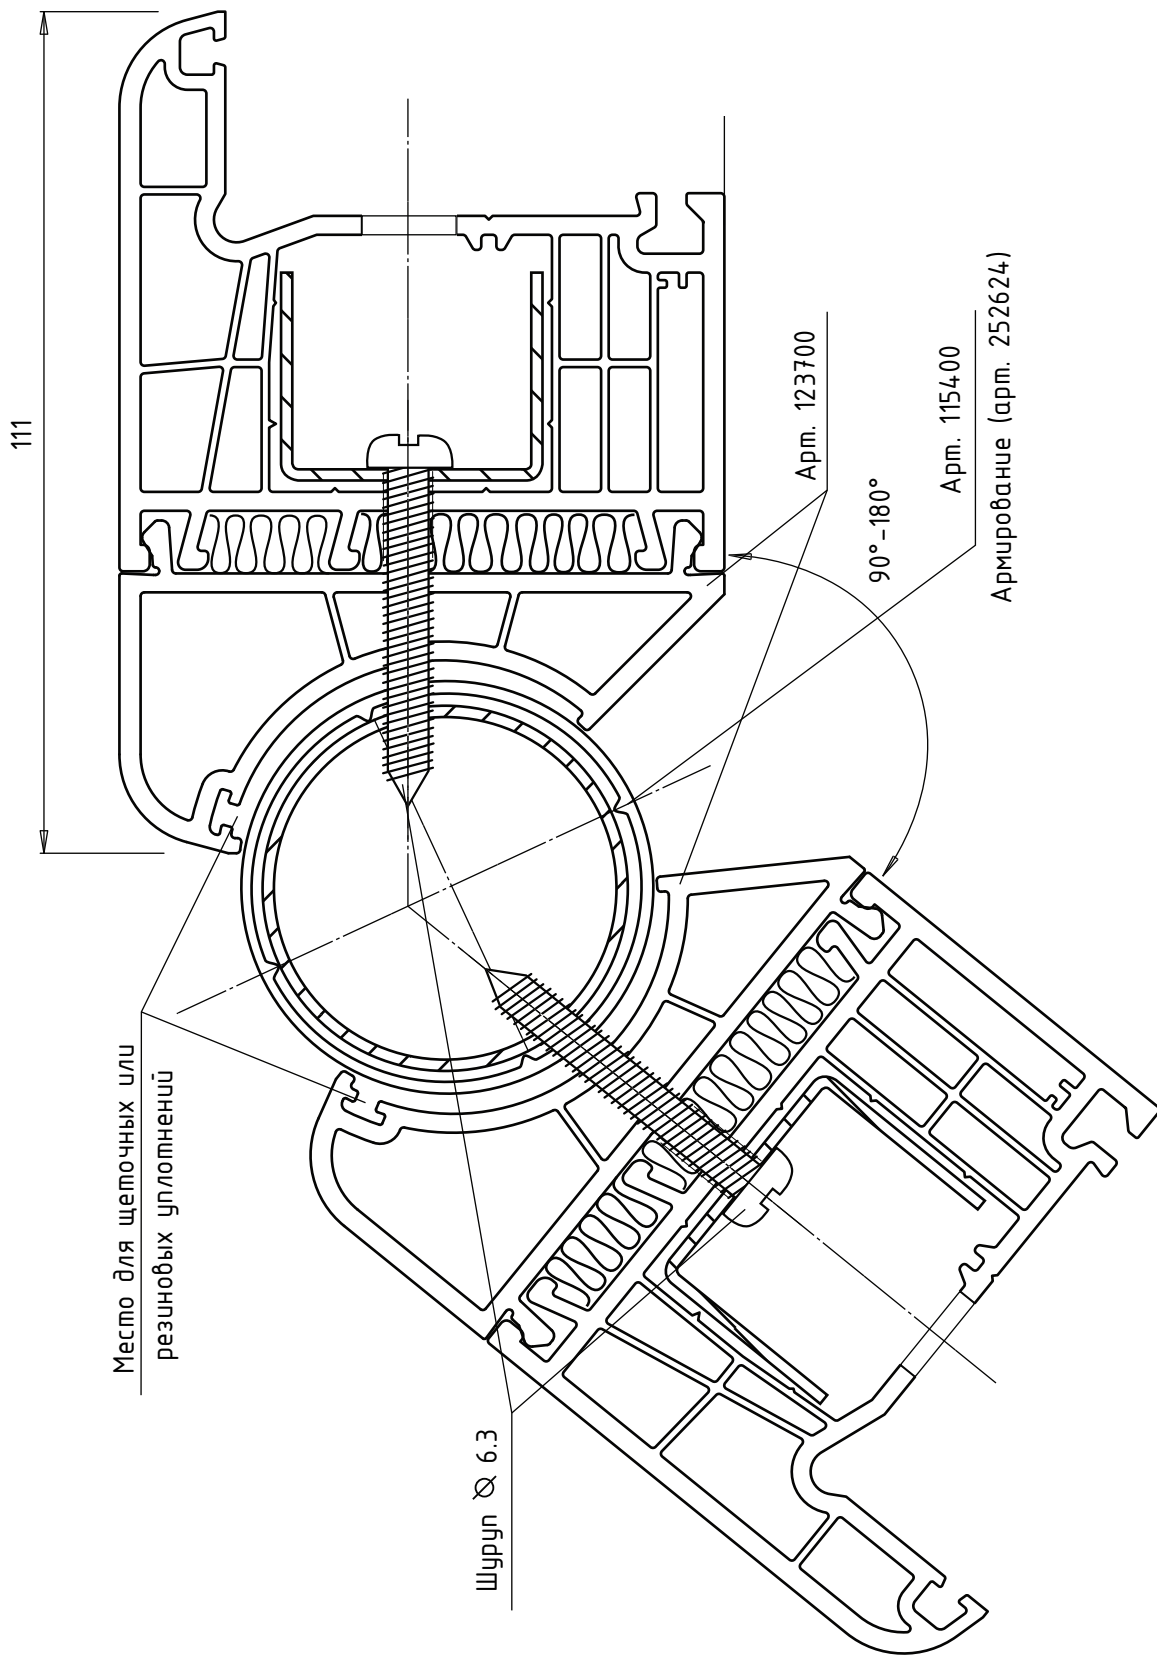 111
Арт. 123700
90°-180°
Арт. 115400
Армирование (арт. 252624)
Место для щеточных или
резиновых уплотнений
Шуруп ⌀ 6.3